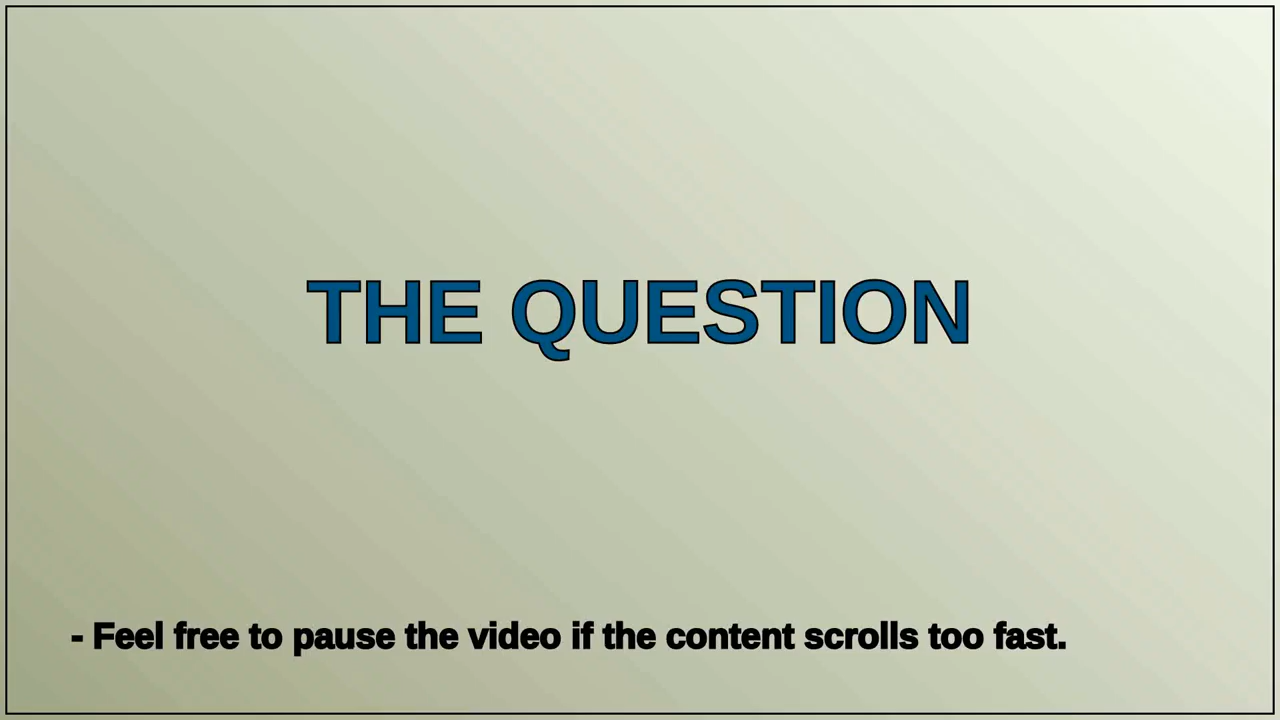 THE QUESTION
- Feel free to pause the video if the content scrolls too fast.